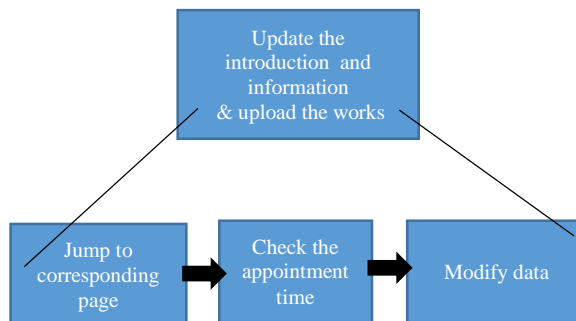 Update the
introduction and
information
& upload the works
Jump to
corresponding
page
Check the
appointment
time
Modify data